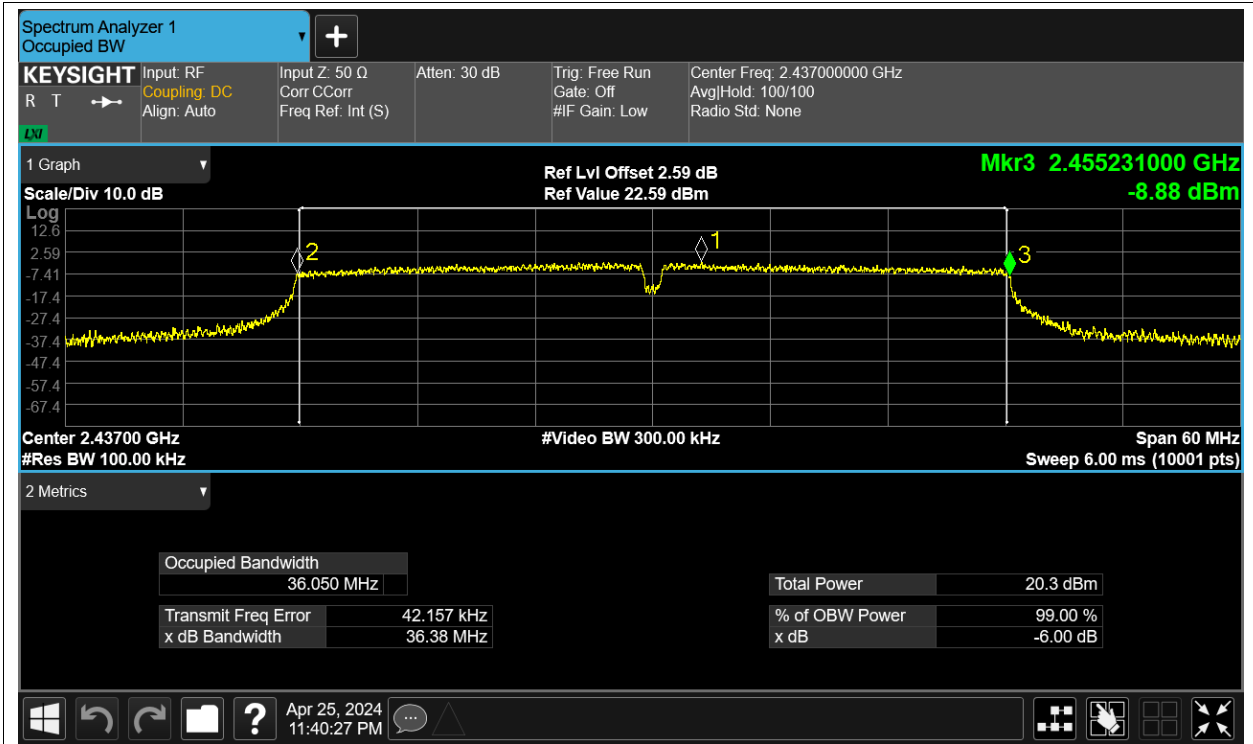 Spectrum Analyzer 1
Occupied BW
KEYSIGHT
R T
LXI
Input: RF
Coupling: DC
Align: Auto
Input Z: 50 Ω
Corr CCorr
Freq Ref: Int (S)
Atten: 30 dB
Trig: Free Run
Gate: Off
#IF Gain: Low
Center Freq: 2.437000000 GHz
Avg|Hold: 100/100
Radio Std: None
1 Graph
Scale/Div 10.0 dB
Ref Lvl Offset 2.59 dB
Ref Value 22.59 dBm
Mkr3 2.455231000 GHz
-8.88 dBm
Log
12.6
2.59
-7.41
-17.4
-27.4
-37.4
-47.4
-57.4
-67.4
2
1
3
Center 2.43700 GHz
#Res BW 100.00 kHz
#Video BW 300.00 kHz
Span 60 MHz
Sweep 6.00 ms (10001 pts)
2 Metrics
Occupied Bandwidth
36.050 MHz
Transmit Freq Error 42.157 kHz
x dB Bandwidth 36.38 MHz
Total Power 20.3 dBm
% of OBW Power 99.00 %
x dB -6.00 dB
?
Apr 25, 2024
11:40:27 PM